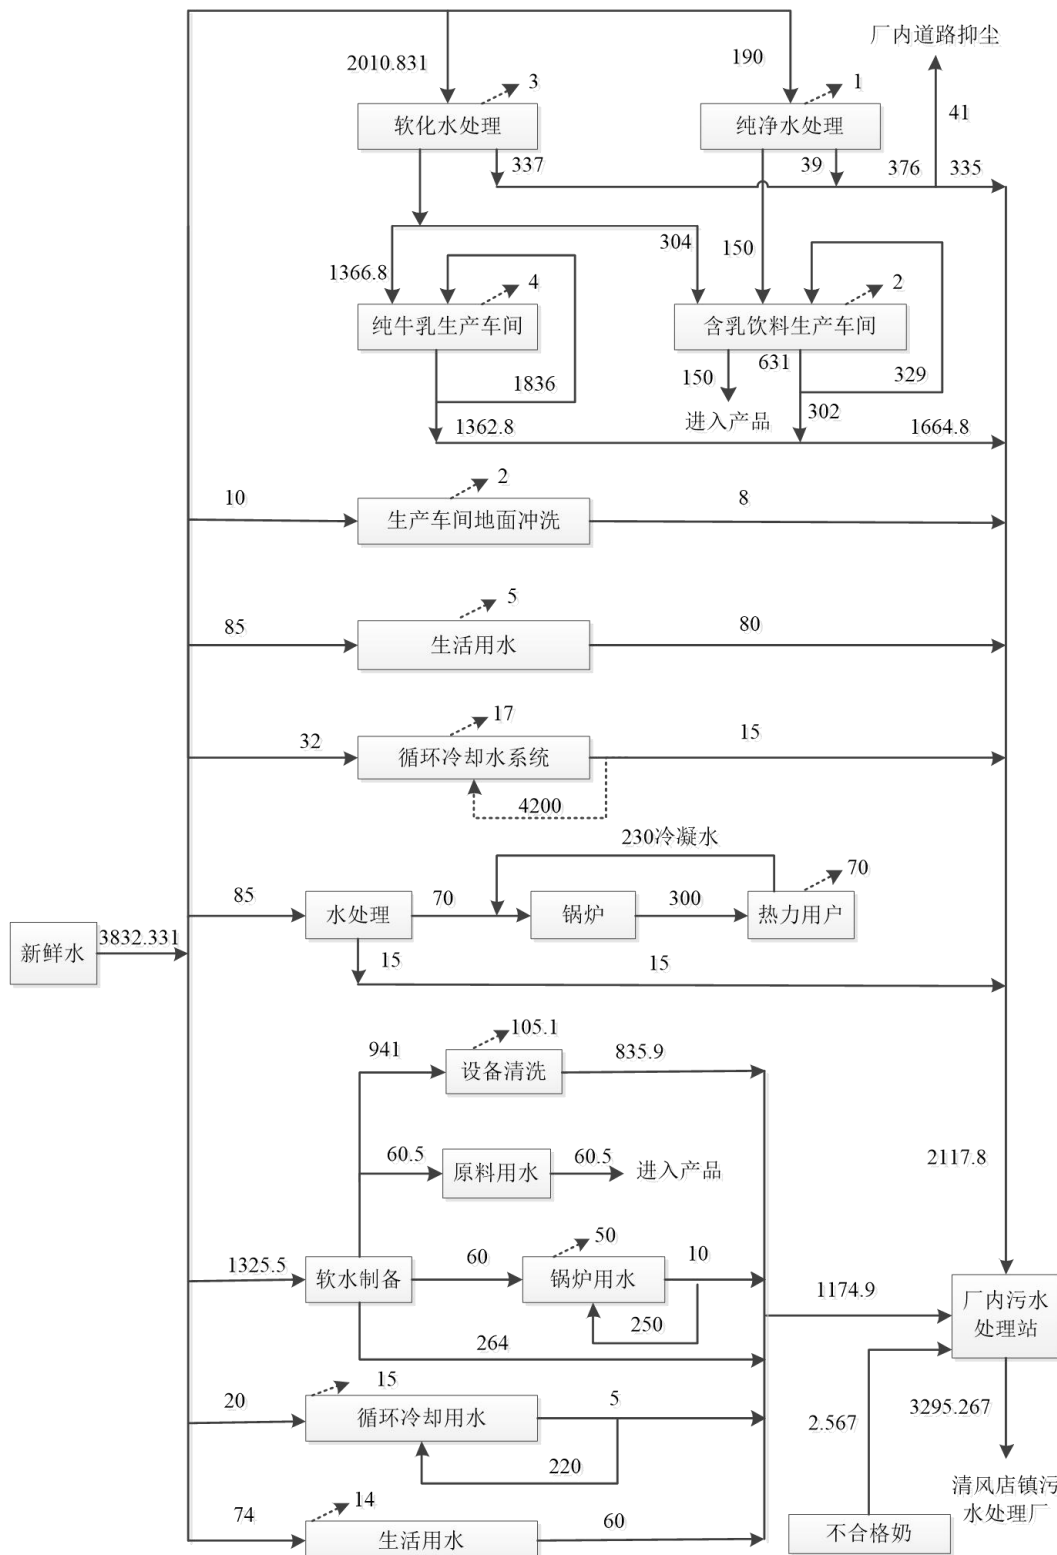 厂内道路抑尘
2010.831
190
3
1
41
软化水处理
纯净水处理
337
39
376
335
304
150
1366.8
4
2
纯牛乳生产车间
含乳饮料生产车间
1836
150
631
329
进入产品
302
1362.8
1664.8
2
10
生产车间地面冲洗
8
5
85
生活用水
80
17
32
循环冷却水系统
15
4200
230冷凝水
70
85
水处理
70
锅炉
300
热力用户
新鲜水
3832.331
15
15
105.1
941
设备清洗
835.9
60.5
原料用水
60.5
进入产品
2117.8
50
1325.5
软水制备
60
锅炉用水
10
250
1174.9
厂内污水
处理站
264
15
20
循环冷却用水
5
220
2.567
3295.267
清风店镇污
水处理厂
14
74
生活用水
60
不合格奶